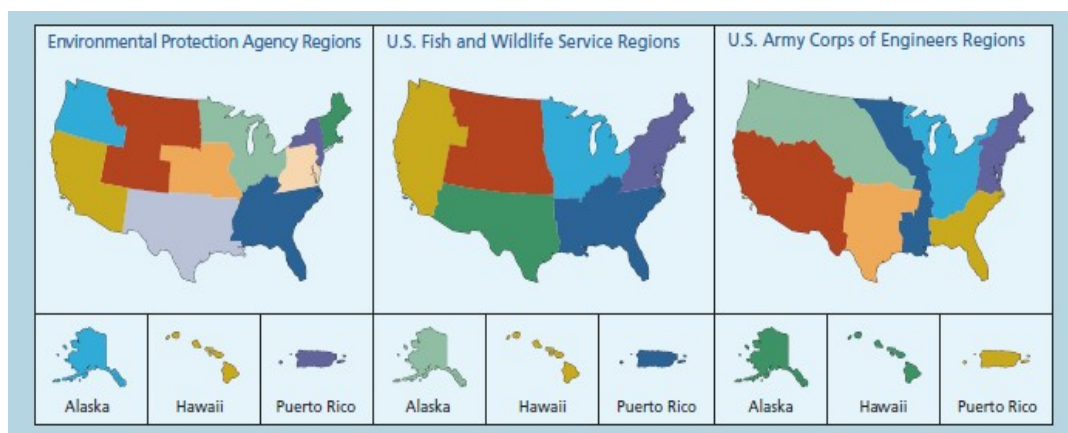 Environmental Protection Agency Regions
U.S. Fish and Wildlife Service Regions
U.S. Army Corps of Engineers Regions
Alaska
Hawaii
Puerto Rico
Alaska
Hawaii
Puerto Rico
Alaska
Hawaii
Puerto Rico